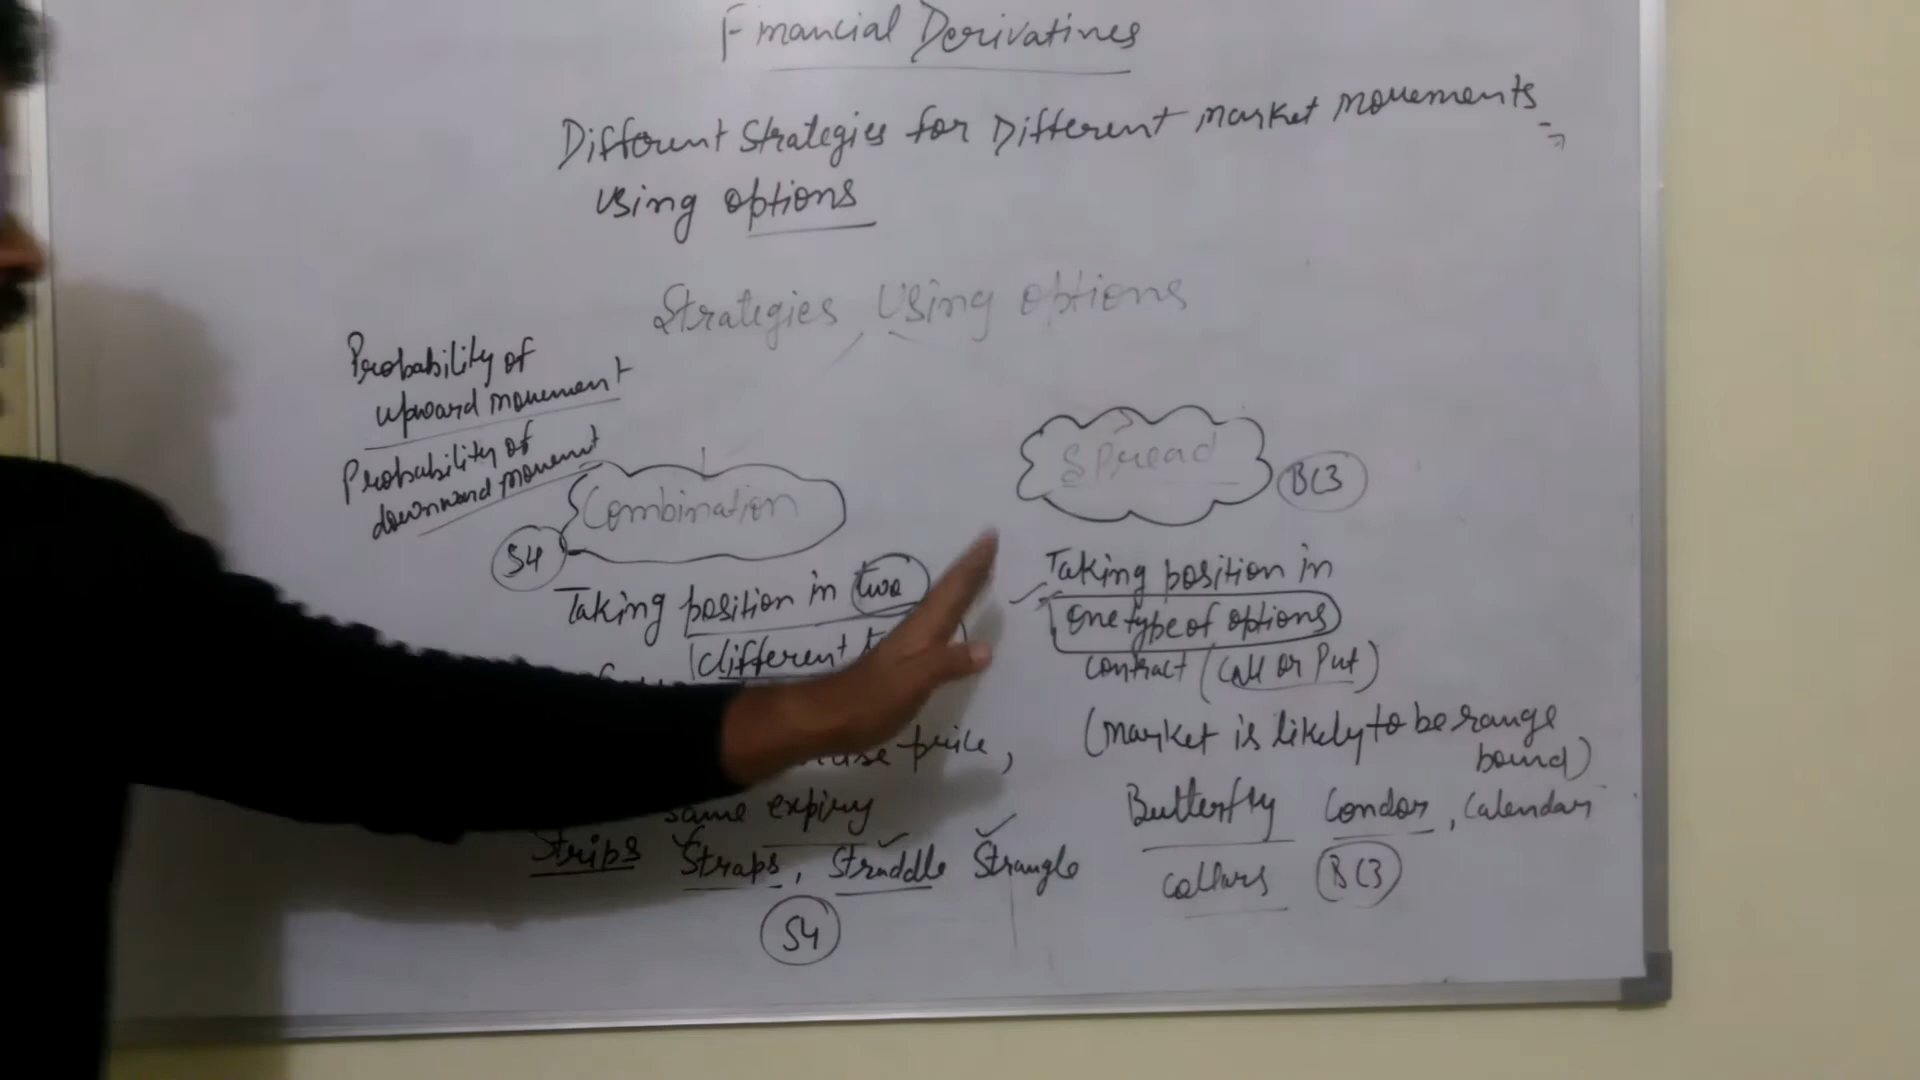 Financial Derivatives
Different Strategies for Different market movements
using options
Strategies Using options
Probability of
upward movement
Probability of
downward movement
Combination
S4
Taking position in two
different
price,
same expiry
Strips Straps, Straddle Strangle
S4
Spread
BC3
Taking position in
one type of options
contract (call or Put)
(market is likely to be range
bound)
Butterfly Condor, Calendar
collars BC3